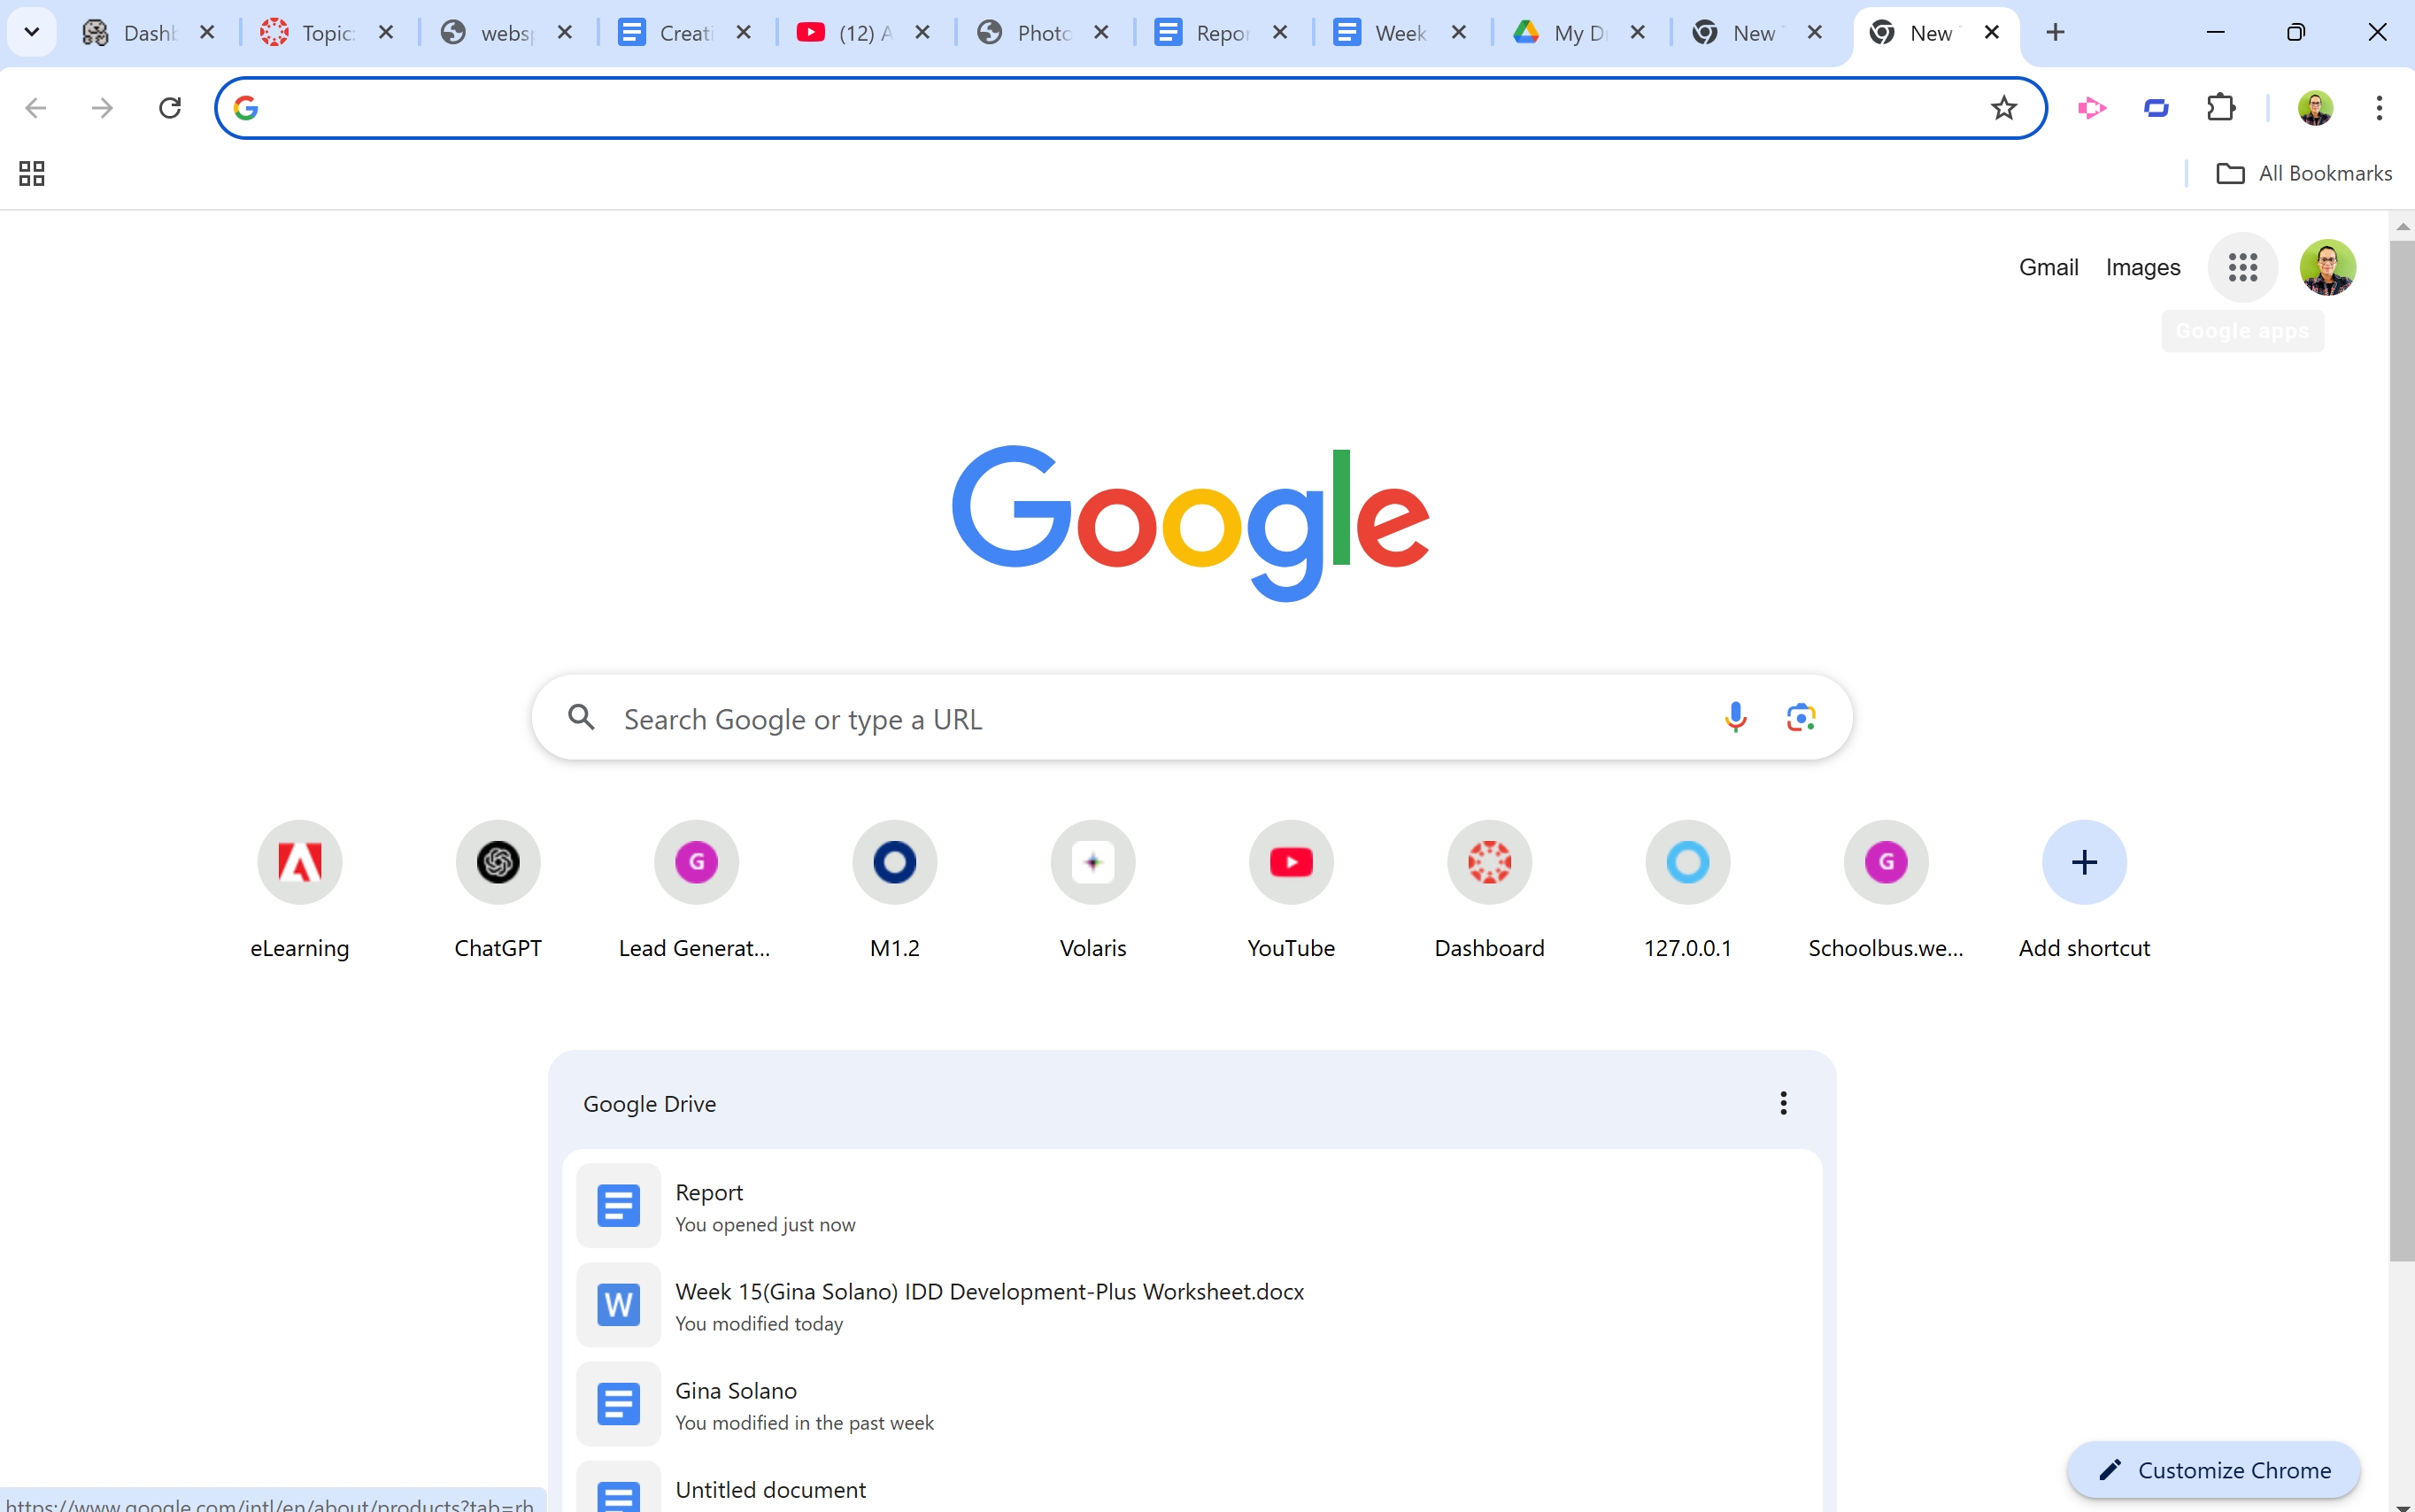 Dashb
Topic:
websp
Creati
(12) A
Photo
Repor
Week
My D
New
New
All Bookmarks
Gmail Images
Google apps
Google
Search Google or type a URL
eLearning
ChatGPT
Lead Generat...
M1.2
Volaris
YouTube
Dashboard
127.0.0.1
Schoolbus.we...
Add shortcut
Google Drive
Report
You opened just now
Week 15(Gina Solano) IDD Development-Plus Worksheet.docx
You modified today
Gina Solano
You modified in the past week
Untitled document
Customize Chrome
https://www.google.com/intl/en/about/products?tab=rh